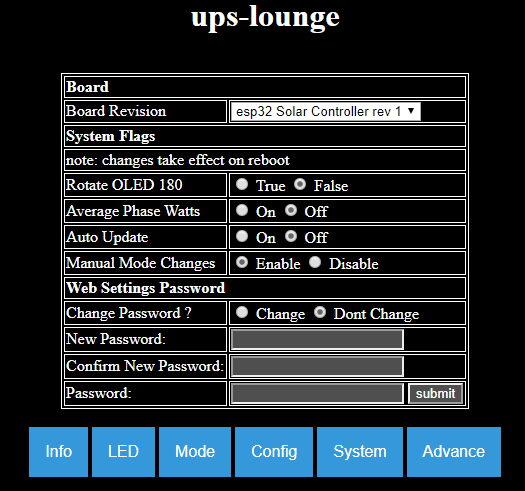 ups-lounge
Board
Board Revision esp32 Solar Controller rev 1
System Flags
note: changes take effect on reboot
Rotate OLED 180 True False
Average Phase Watts On Off
Auto Update On Off
Manual Mode Changes Enable Disable
Web Settings Password
Change Password ? Change Dont Change
New Password:
Confirm New Password:
Password: submit
Info LED Mode Config System Advance